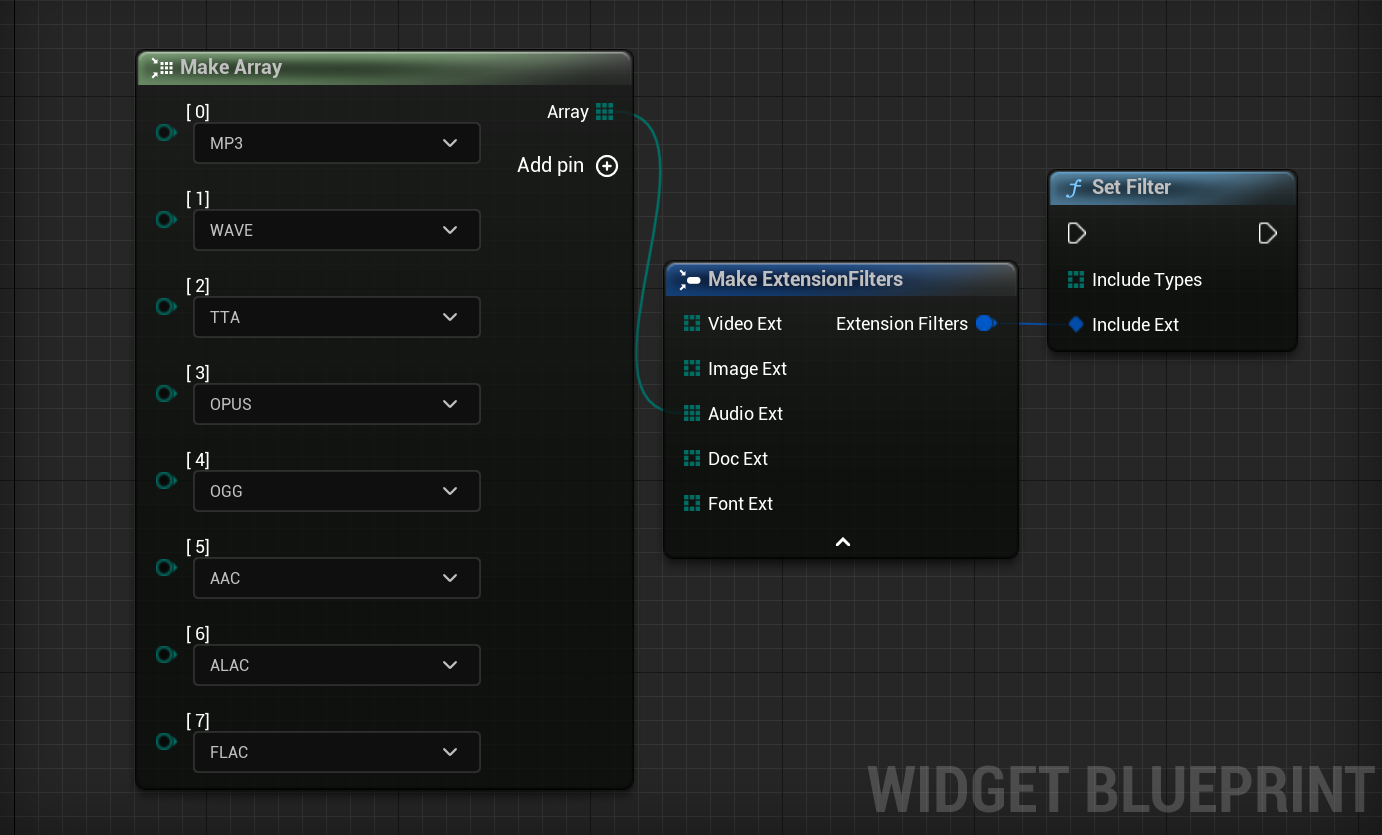 Make Array
[ 0]
Array
MP3
Add pin
[ 1]
WAVE
[ 2]
TTA
[ 3]
OPUS
[ 4]
OGG
[ 5]
AAC
[ 6]
ALAC
[ 7]
FLAC
Make ExtensionFilters
Video Ext
Extension Filters
Image Ext
Audio Ext
Doc Ext
Font Ext
f Set Filter
Include Types
Include Ext
WIDGET BLUEPRINT